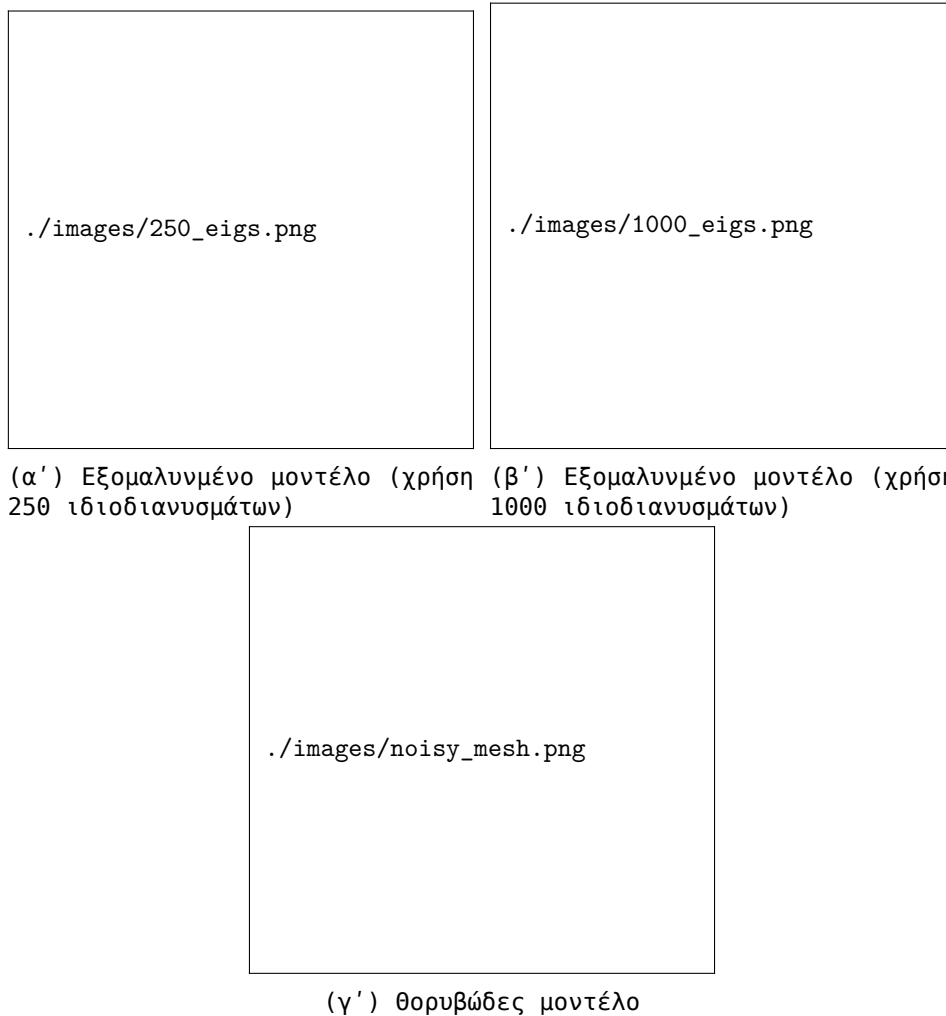 ./images/250_eigs.png
./images/1000_eigs.png
(α΄) Εξομαλυνμένο μοντέλο (χρήση
250 ιδιοδιανυσμάτων)
(β΄) Εξομαλυνμένο μοντέλο (χρήση
1000 ιδιοδιανυσμάτων)
./images/noisy_mesh.png
(γ΄) Θορυβώδες μοντέλο